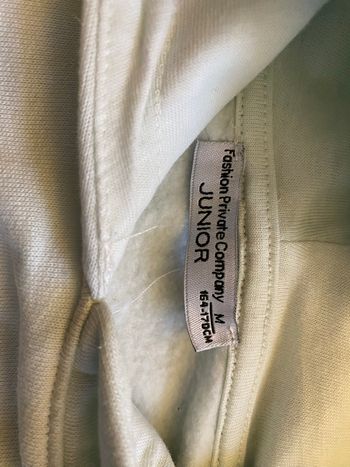 Fashion Private Company
JUNIOR
M
164-170CM